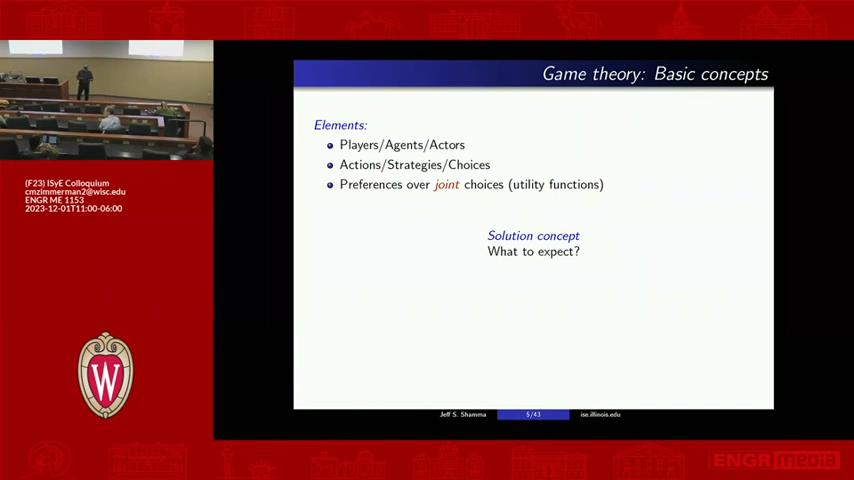 Game theory: Basic concepts
Elements:
Players/Agents/Actors
Actions/Strategies/Choices
Preferences over joint choices (utility functions)
Solution concept
What to expect?
(F23) ISyE Colloquium
cmzimmerman2@wisc.edu
ENGR ME 1153
2023-12-01T11:00-06:00
W
Jeff S. Shamma
5/43
ise.illinois.edu
ENGR media